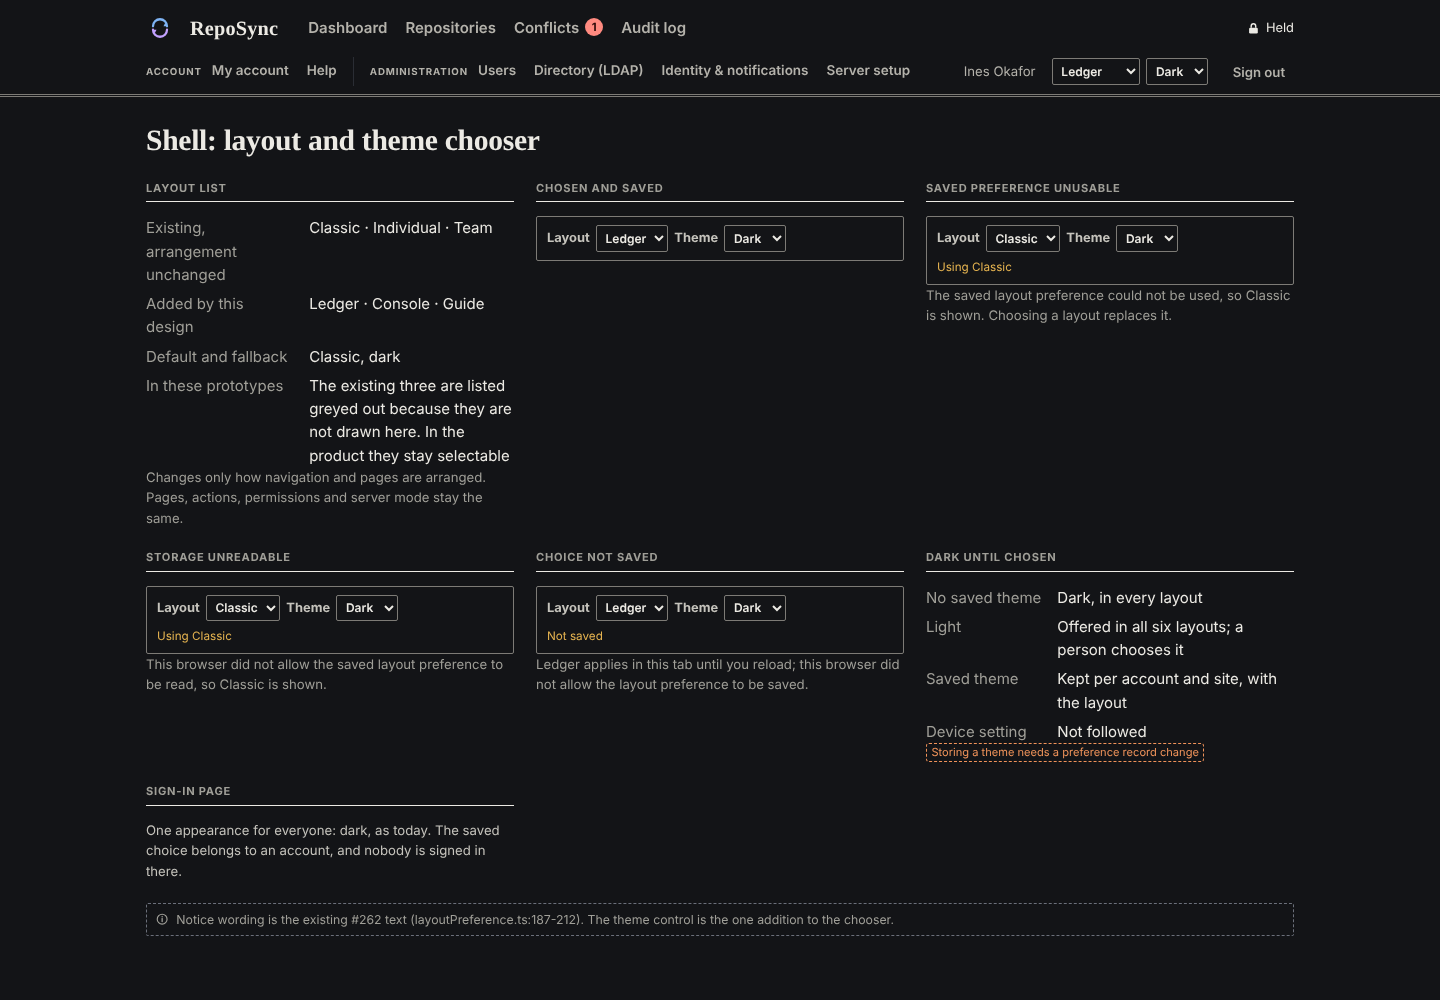 RepoSync
Dashboard Repositories Conflicts 1 Audit log
Held
ACCOUNT My account Help ADMINISTRATION Users Directory (LDAP) Identity & notifications Server setup
Ines Okafor Ledger Dark Sign out
Shell: layout and theme chooser
LAYOUT LIST
Existing, arrangement unchanged
Classic · Individual · Team
Added by this design
Ledger · Console · Guide
Default and fallback
Classic, dark
In these prototypes
The existing three are listed
greyed out because they are
not drawn here. In the
product they stay selectable
Changes only how navigation and pages are arranged.
Pages, actions, permissions and server mode stay the
same.
CHOSEN AND SAVED
Layout Ledger Theme Dark
SAVED PREFERENCE UNUSABLE
Layout Classic Theme Dark
Using Classic
The saved layout preference could not be used, so Classic
is shown. Choosing a layout replaces it.
STORAGE UNREADABLE
Layout Classic Theme Dark
Using Classic
This browser did not allow the saved layout preference to
be read, so Classic is shown.
CHOICE NOT SAVED
Layout Ledger Theme Dark
Not saved
Ledger applies in this tab until you reload; this browser did
not allow the layout preference to be saved.
DARK UNTIL CHOSEN
No saved theme
Dark, in every layout
Light
Offered in all six layouts; a
person chooses it
Saved theme
Kept per account and site, with
the layout
Device setting
Not followed
Storing a theme needs a preference record change
SIGN-IN PAGE
One appearance for everyone: dark, as today. The saved
choice belongs to an account, and nobody is signed in
there.
Notice wording is the existing #262 text (layoutPreference.ts:187-212). The theme control is the one addition to the chooser.